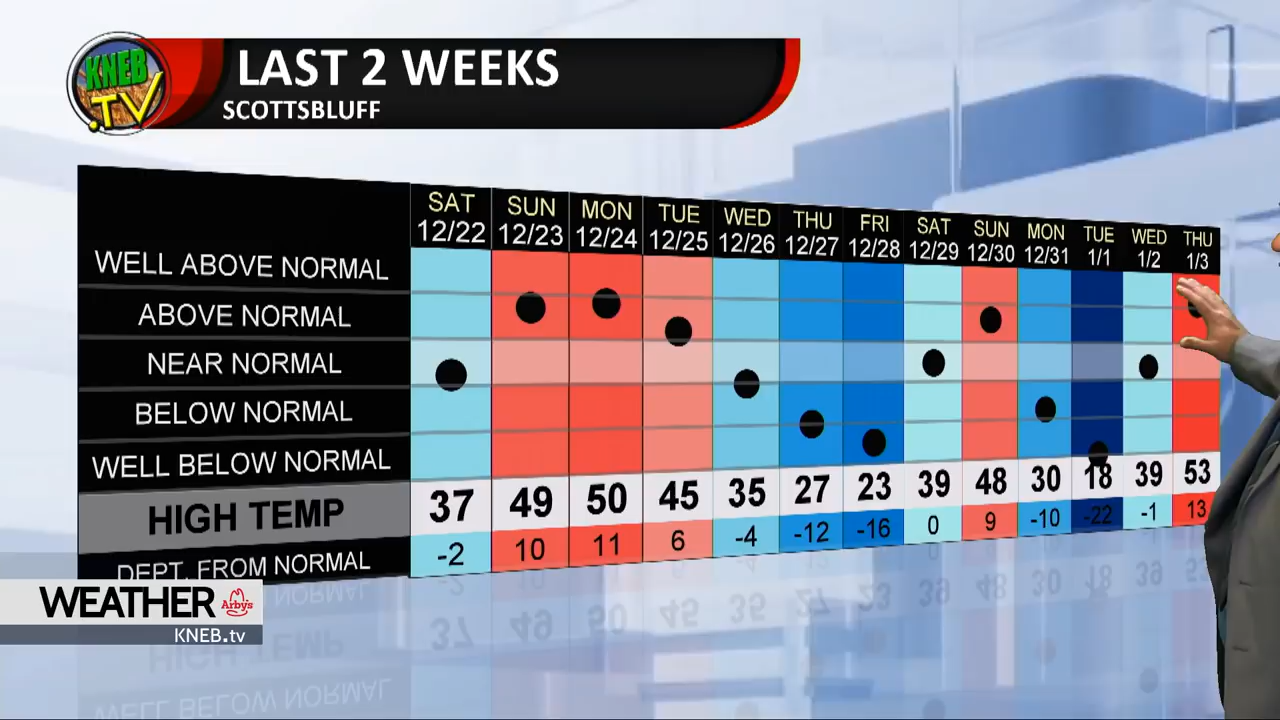 KNEB
.TV
LAST 2 WEEKS
SCOTTSBLUFF
SAT SUN MON TUE WED THU FRI SAT SUN MON TUE WED THU
12/22 12/23 12/24 12/25 12/26 12/27 12/28 12/29 12/30 12/31 1/1 1/2 1/3
WELL ABOVE NORMAL
ABOVE NORMAL
NEAR NORMAL
BELOW NORMAL
WELL BELOW NORMAL
HIGH TEMP 37 49 50 45 35 27 23 39 48 30 18 39 53
DEPT. FROM NORMAL -2 10 11 6 -4 -12 -16 0 9 -10 -22 -1 13
WEATHER Arby's
KNEB.tv